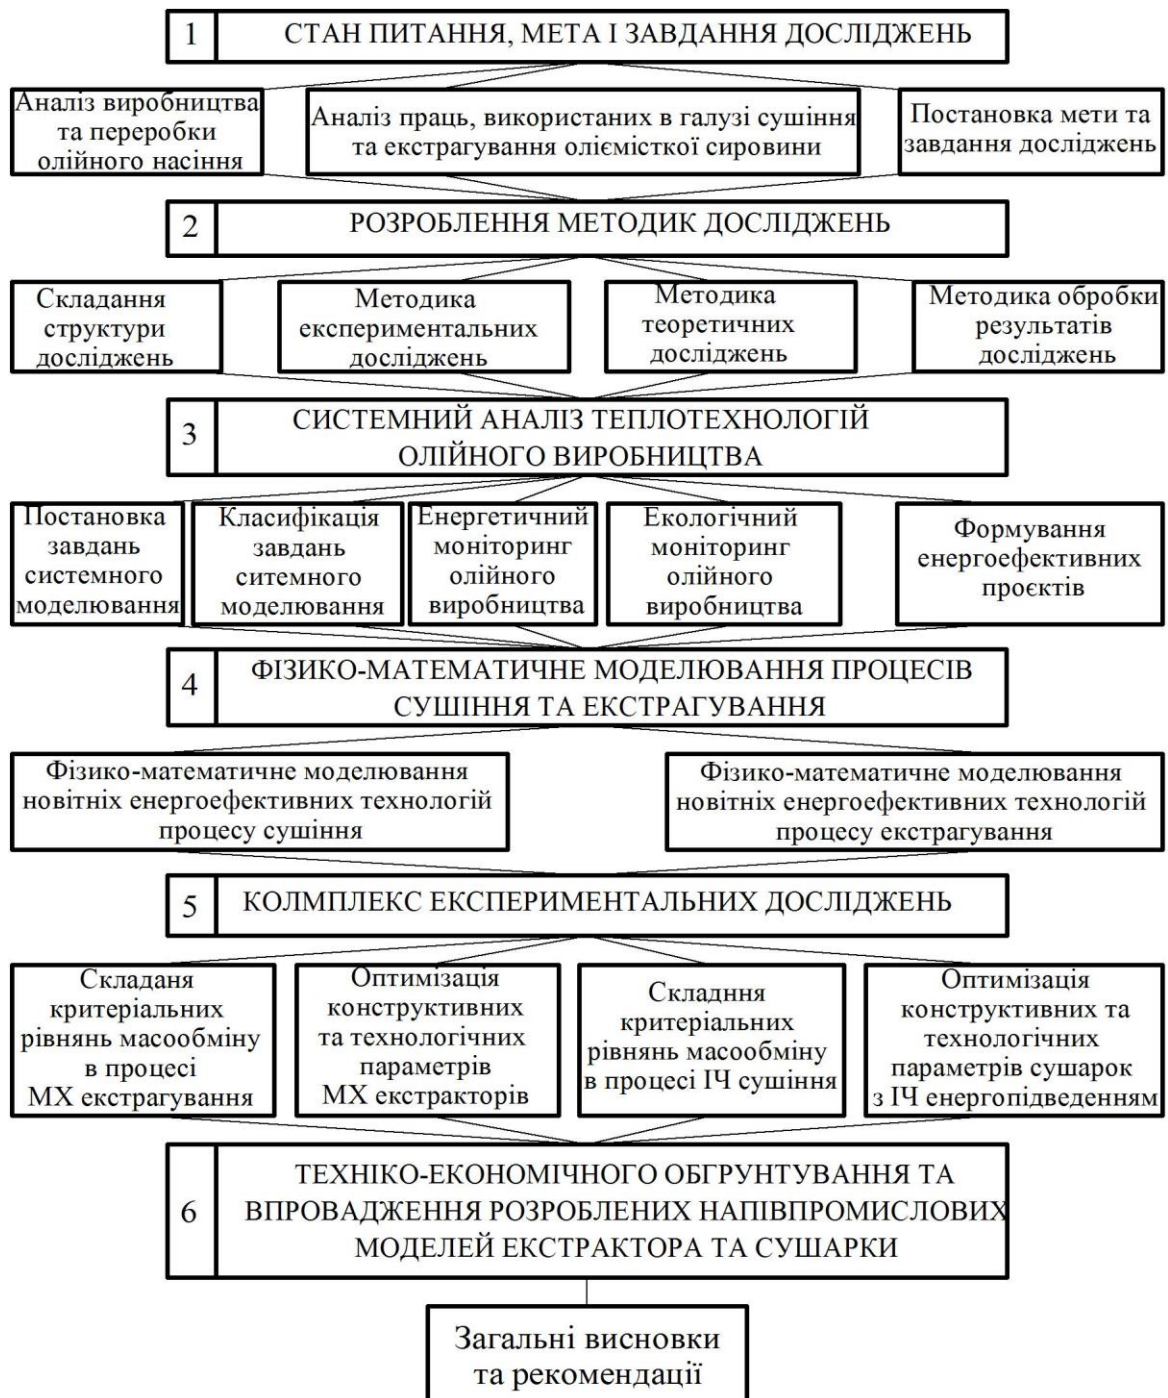 1 СТАН ПИТАННЯ, МЕТА І ЗАВДАННЯ ДОСЛІДЖЕНЬ
Аналіз виробництва
та переробки
олійного насіння
Аналіз праць, використаних в галузі сушіння
та екстрагування оліємісткої сировини
Постановка мети та
завдання досліджень
2 РОЗРОБЛЕННЯ МЕТОДИК ДОСЛІДЖЕНЬ
Складання
структури
досліджень
Методика
експериментальних
досліджень
Методика
теоретичних
досліджень
Методика обробки
результатів
досліджень
3 СИСТЕМНИЙ АНАЛІЗ ТЕПЛОТЕХНОЛОГІЙ
ОЛІЙНОГО ВИРОБНИЦТВА
Постановка
завдань
системного
моделювання
Класифікація
завдань
ситемного
моделювання
Енергетичний
моніторинг
олійного
виробництва
Екологічний
моніторинг
олійного
виробництва
Формування
енергоефективних
проєктів
4 ФІЗИКО-МАТЕМАТИЧНЕ МОДЕЛЮВАННЯ ПРОЦЕСІВ
СУШІННЯ ТА ЕКСТРАГУВАННЯ
Фізико-математичне моделювання
новітніх енергоефективних технологій
процесу сушіння
Фізико-математичне моделювання
новітніх енергоефективних технологій
процесу екстрагування
5 КОЛМПЛЕКС ЕКСПЕРИМЕНТАЛЬНИХ ДОСЛІДЖЕНЬ
Складаня
критеріальних
рівнянь масообміну
в процесі
МХ екстрагування
Оптимізація
конструктивних
та технологічних
параметрів
МХ екстракторів
Складння
критеріальних
рівнянь масообміну
в процесі ІЧ сушіння
Оптимізація
конструктивних та
технологічних
параметрів сушарок
з ІЧ енергопідведенням
6 ТЕХНІКО-ЕКОНОМІЧНОГО ОБГРУНТУВАННЯ ТА
ВПРОВАДЖЕННЯ РОЗРОБЛЕНИХ НАПІВПРОМИСЛОВИХ
МОДЕЛЕЙ ЕКСТРАКТОРА ТА СУШАРКИ
Загальні висновки
та рекомендації